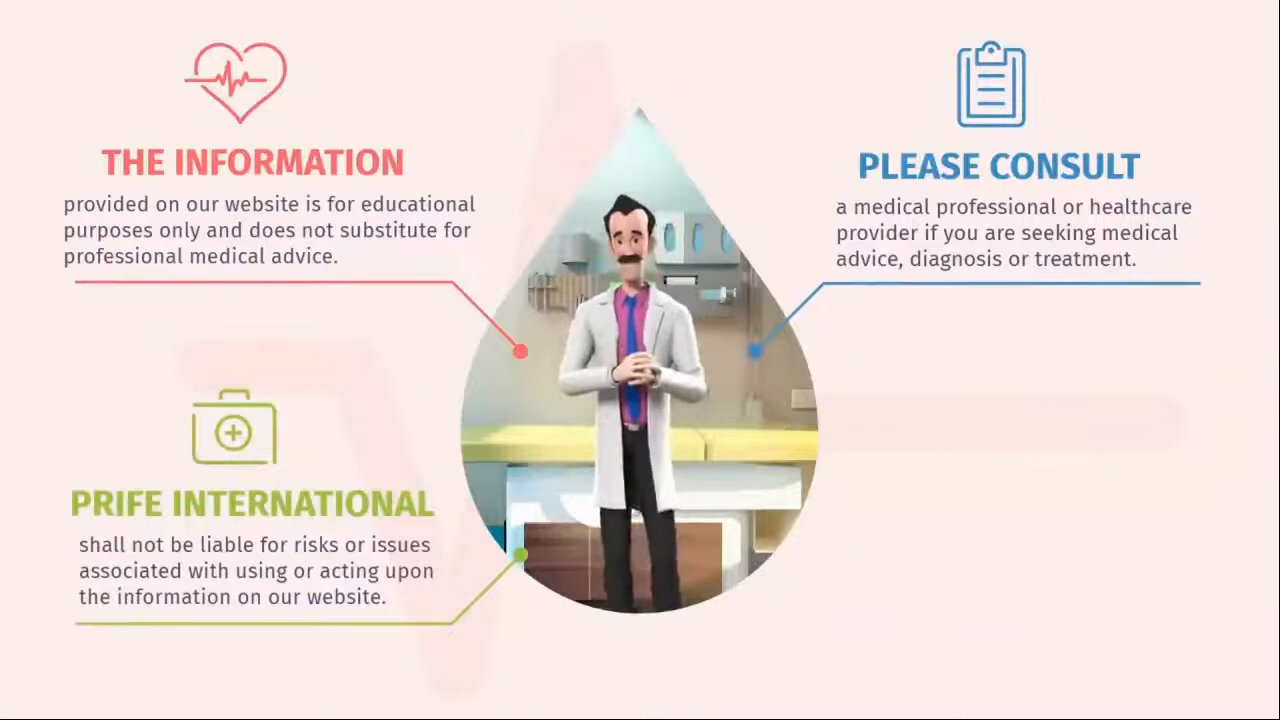 THE INFORMATION
provided on our website is for educational
purposes only and does not substitute for
professional medical advice.
PLEASE CONSULT
a medical professional or healthcare
provider if you are seeking medical
advice, diagnosis or treatment.
PRIFE INTERNATIONAL
shall not be liable for risks or issues
associated with using or acting upon
the information on our website.